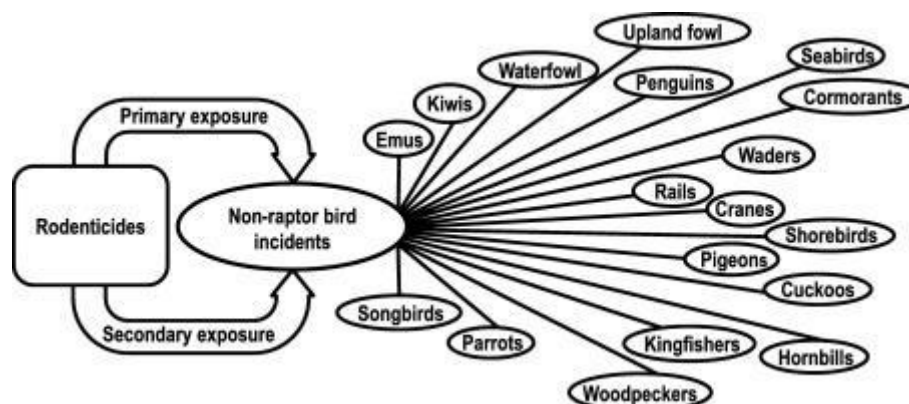 Rodenticides
Primary exposure
Secondary exposure
Non-raptor bird
incidents
Emus
Kiwis
Waterfowl
Upland fowl
Penguins
Seabirds
Cormorants
Waders
Rails
Cranes
Shorebirds
Pigeons
Cuckoos
Hornbills
Kingfishers
Woodpeckers
Parrots
Songbirds